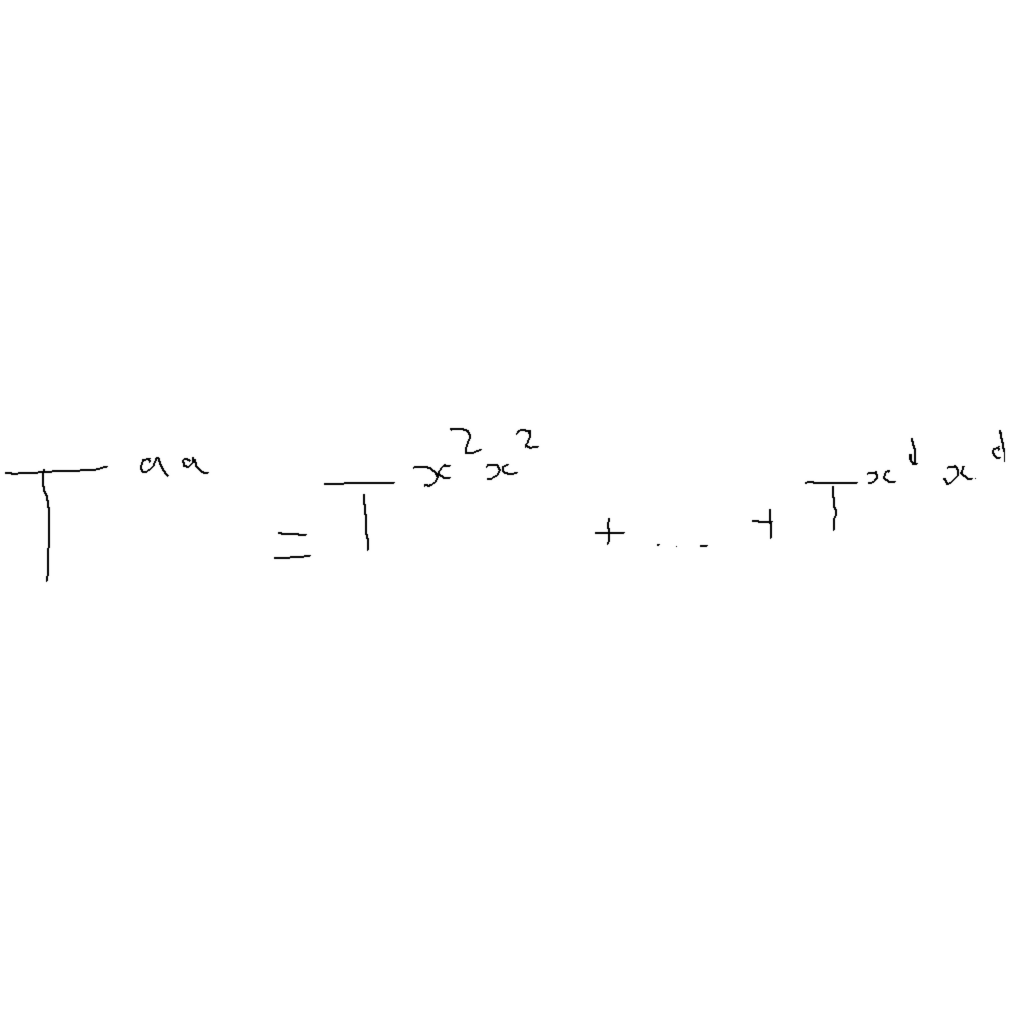 T^{aa} = T^{x^2 x^2} + ... + T^{x^d x^d}